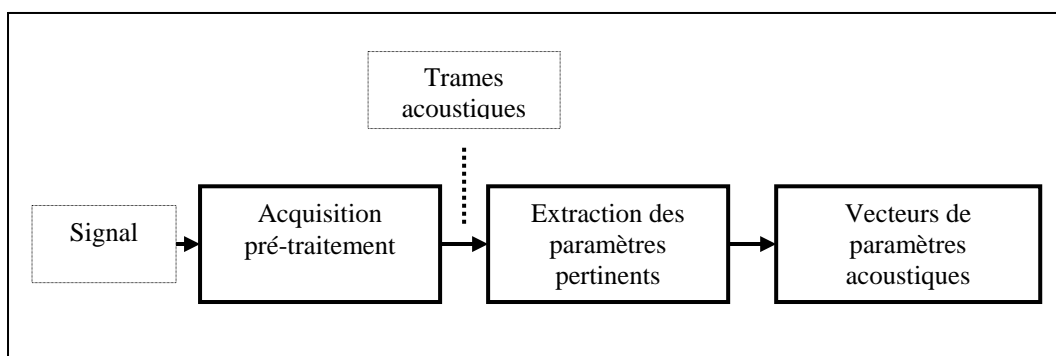 Trames
acoustiques
Signal
Acquisition
pré-traitement
Extraction des
paramètres
pertinents
Vecteurs de
paramètres
acoustiques